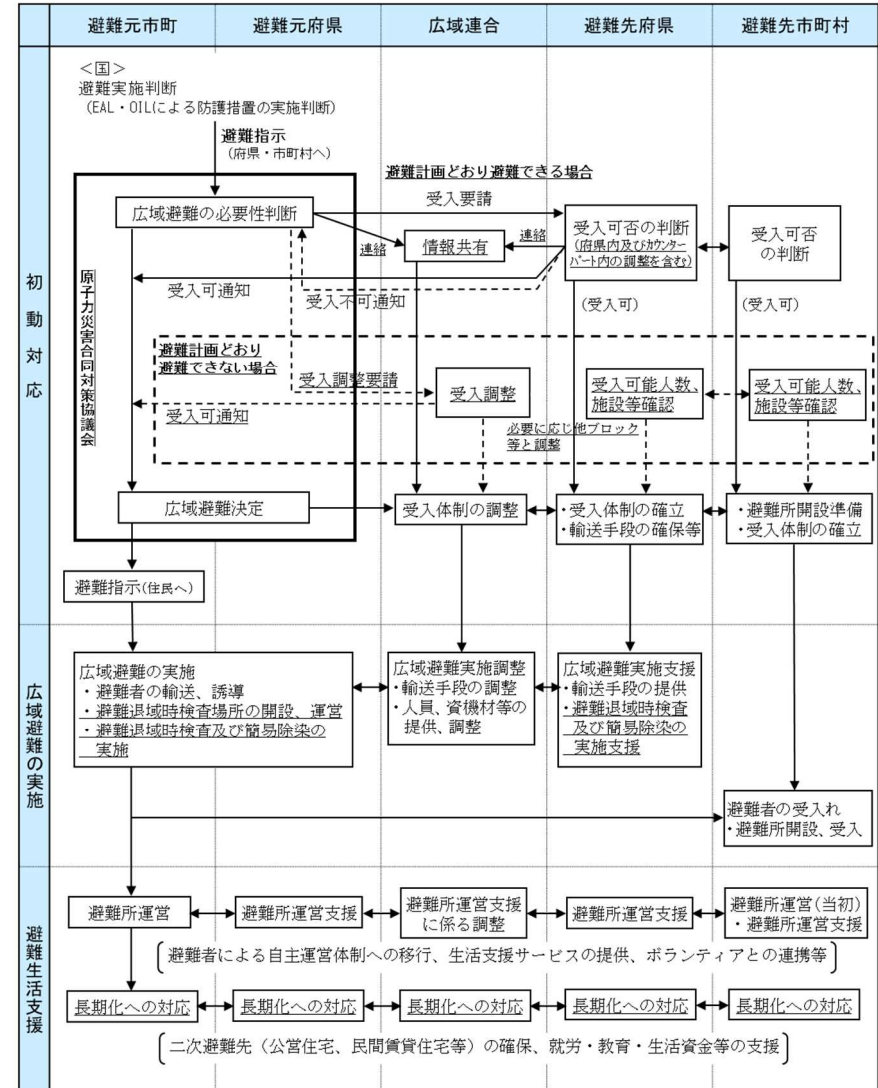 避難元市町
避難元府県
広域連合
避難先府県
避難先市町村
初動対応
＜国＞
避難実施判断
（EAL・OILによる防護措置の実施判断）
避難指示
（府県・市町村へ）
避難計画どおり避難できる場合
原子力災害合同対策協議会
広域避難の必要性判断
受入要請
連絡
情報共有
連絡
受入可否の判断
（府県内及びカウンター
パート内の調整を含む）
受入可否
の判断
受入可通知
受入不可通知
（受入可）
（受入可）
避難計画どおり
避難できない場合
受入調整要請
受入調整
受入可能人数、
施設等確認
受入可能人数、
施設等確認
受入可通知
必要に応じ他ブロック
等と調整
広域避難決定
受入体制の調整
・受入体制の確立
・輸送手段の確保等
・避難所開設準備
・受入体制の確立
避難指示（住民へ）
広域避難の実施
広域避難の実施
・避難者の輸送、誘導
・避難退域時検査場所の開設、運営
・避難退域時検査及び簡易除染の
実施
広域避難実施調整
・輸送手段の調整
・人員、資機材等の
提供、調整
広域避難実施支援
・輸送手段の提供
・避難退域時検査
及び簡易除染の
実施支援
避難者の受入れ
・避難所開設、受入
避難生活支援
避難所運営
避難所運営支援
避難所運営支援
に係る調整
避難所運営支援
避難所運営（当初）
・避難所運営支援
避難者による自主運営体制への移行、生活支援サービスの提供、ボランティアとの連携等
長期化への対応
長期化への対応
長期化への対応
長期化への対応
長期化への対応
二次避難先（公営住宅、民間賃貸住宅等）の確保、就労・教育・生活資金等の支援